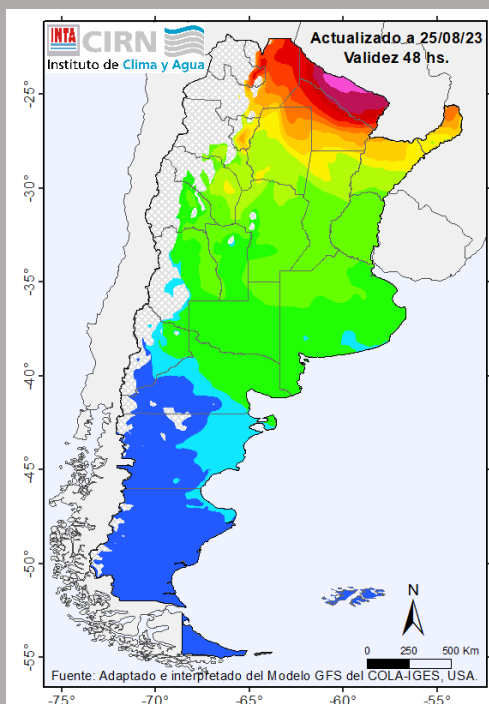 INTA CIRN
Instituto de Clima y Agua
Actualizado a 25/08/23
Validez 48 hs.
-25°
-30°
-35°
-40°
-45°
-50°
-55°
N
0 250 500 Km
Fuente: Adaptado e interpretado del Modelo GFS del COLA-IGES, USA.
-75° -70° -65° -60° -55°